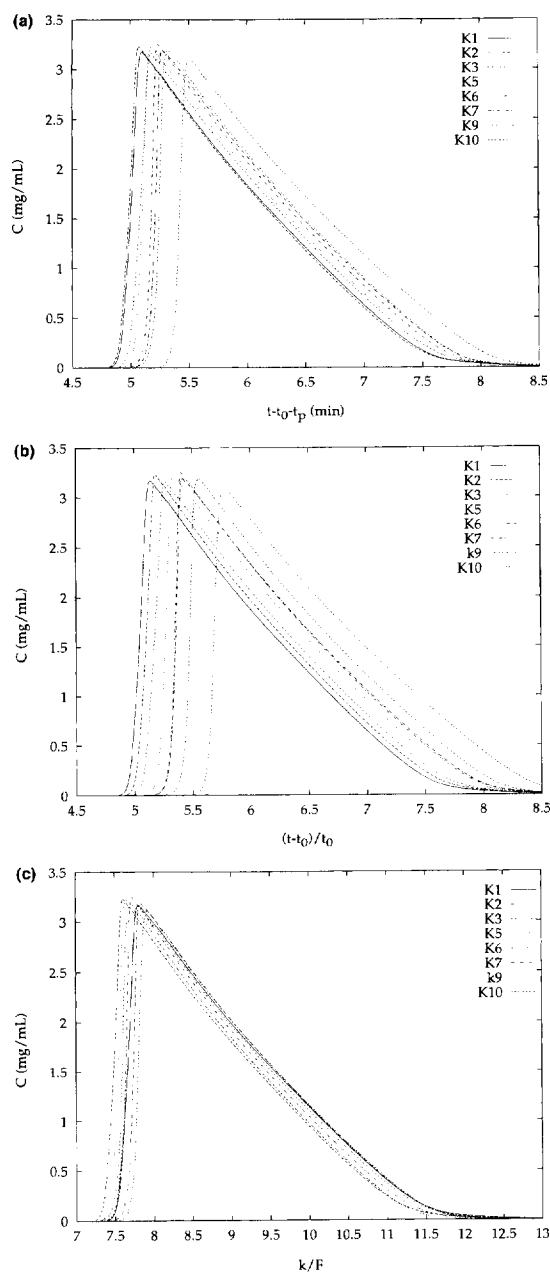 (a)
3.5
3
2.5
2
1.5
1
0.5
0
C (mg/mL)
K1
K2
K3
K5
K6
K7
K9
K10
4.5 5 5.5 6 6.5 7 7.5 8 8.5
t-t0-tp (min)
(b)
3.5
3
2.5
2
1.5
1
0.5
0
C (mg/mL)
K1
K2
K3
K5
K6
K7
k9
K10
4.5 5 5.5 6 6.5 7 7.5 8 8.5
(t-t0)/t0
(c)
3.5
3
2.5
2
1.5
1
0.5
0
C (mg/mL)
K1
K2
K3
K5
K6
K7
k9
K10
7 7.5 8 8.5 9 9.5 10 10.5 11 11.5 12 12.5 13
k/F